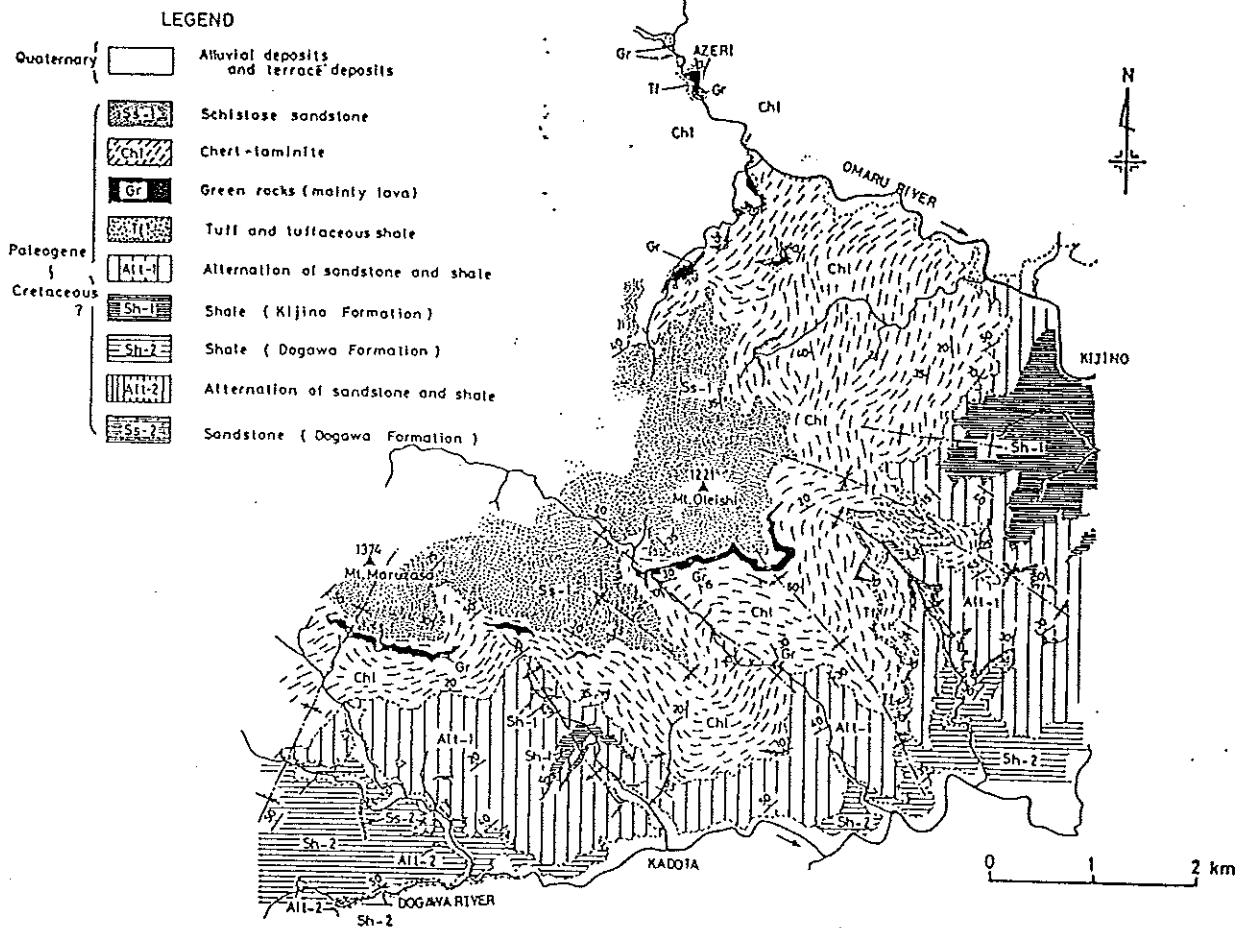 LEGEND
Quaternary
Alluvial deposits
and terrace deposits
Ss-1
Schistose sandstone
Chl
Chert-laminite
Gr
Green rocks (mainly lava)
Tf
Tuff and tuffaceous shale
Paleogene
Alt-1
Alternation of sandstone and shale
Cretaceous
?
Sh-1
Shale (Kijino Formation)
Sh-2
Shale (Dogawa Formation)
Alt-2
Alternation of sandstone and shale
Ss-2
Sandstone (Dogawa Formation)
Gr
AZERI
Tf
Gr
Chl
Chl
N
OMARU RIVER
Gr
Chl
KIJINO
Ss-1
Chl
Sh-1
1221
Mt. Oleishi
1374
Mt. Maruzasa
Ss-1
Gr
Chl
Tf
Alt-1
Gr
Gr
Chl
Chl
Alt-1
Sh-1
Sh-1
Alt-1
Sh-2
Ss-2
Sh-2
Alt-2
Sh-2
KADOTA
Alt-2
DOGAWA RIVER
Sh-2
0 1 2 km